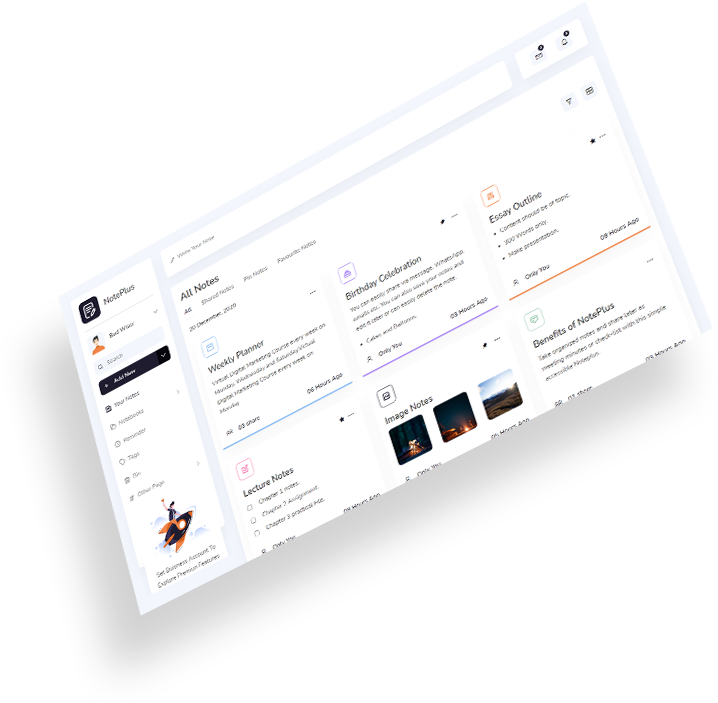 NotePlus
Search
Add New
Your Notes
Notebooks
Reminder
Tags
Bin
Other Page
Get Business Account To
Explore Premium Features
Write Your Note
All Notes
All
Shared Notes
Pin Notes
Favourite Notes
20 December, 2020
Weekly Planner
Virtual Digital Marketing Course every week on
Monday, Wednesday and Saturday.Virtual
Digital Marketing Course every week on
Monday
03 share
06 Hours Ago
Birthday Celebration
You can easily share via message, WhatsApp,
emails etc. You can also save your notes and
edit it later or can easily delete the note.
Cakes and Balloons.
Only You
03 Hours Ago
Essay Outline
Content should be of topic.
300 Words only.
Make presentation.
Only You
09 Hours Ago
Lecture Notes
Chapter 1 notes.
Chapter 2 Assignment.
Chapter 3 practical File.
Only You
Hours Ago
Image Notes
Only You
Hours Ago
Benefits of NotePlus
Take organized notes and share later as
meeting minutes or check-list with this simple
accessible Noteplus.
03 share
Hours Ago